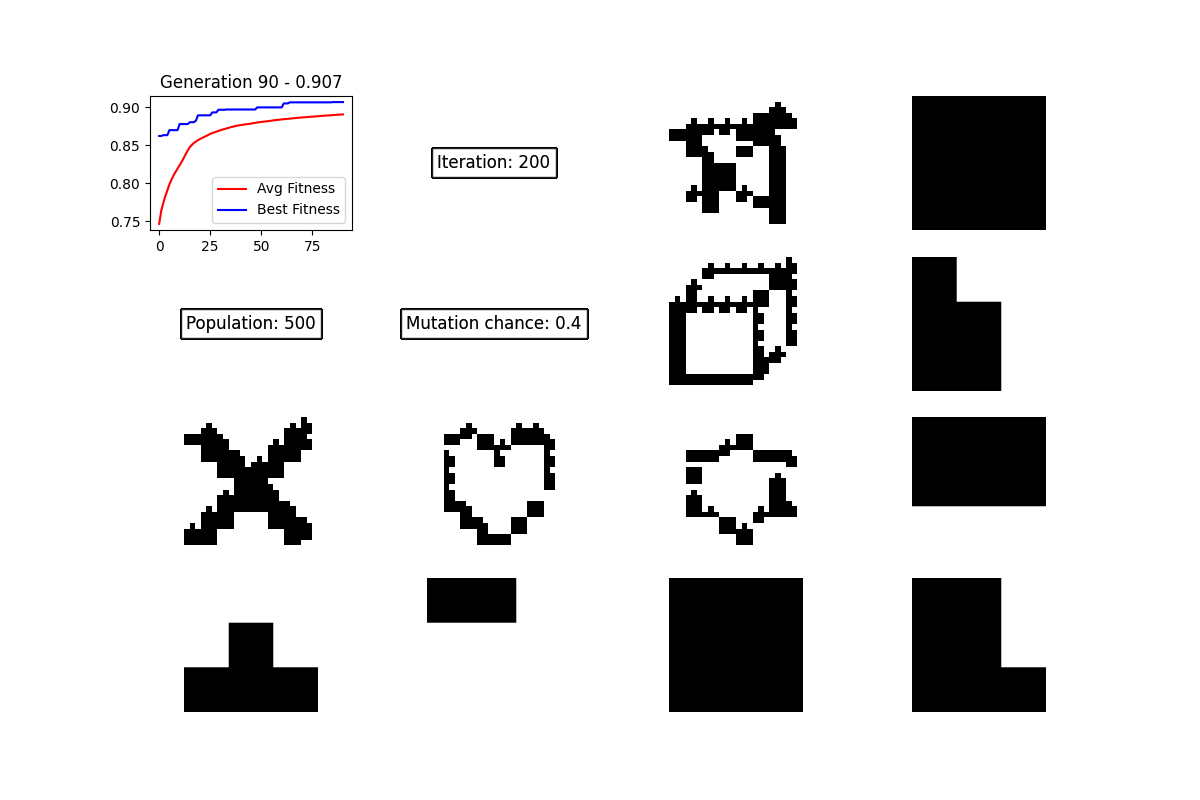 Generation 90 - 0.907
0.90
0.85
0.80
0.75
Avg Fitness
Best Fitness
0 25 50 75
Iteration: 200
Population: 500
Mutation chance: 0.4